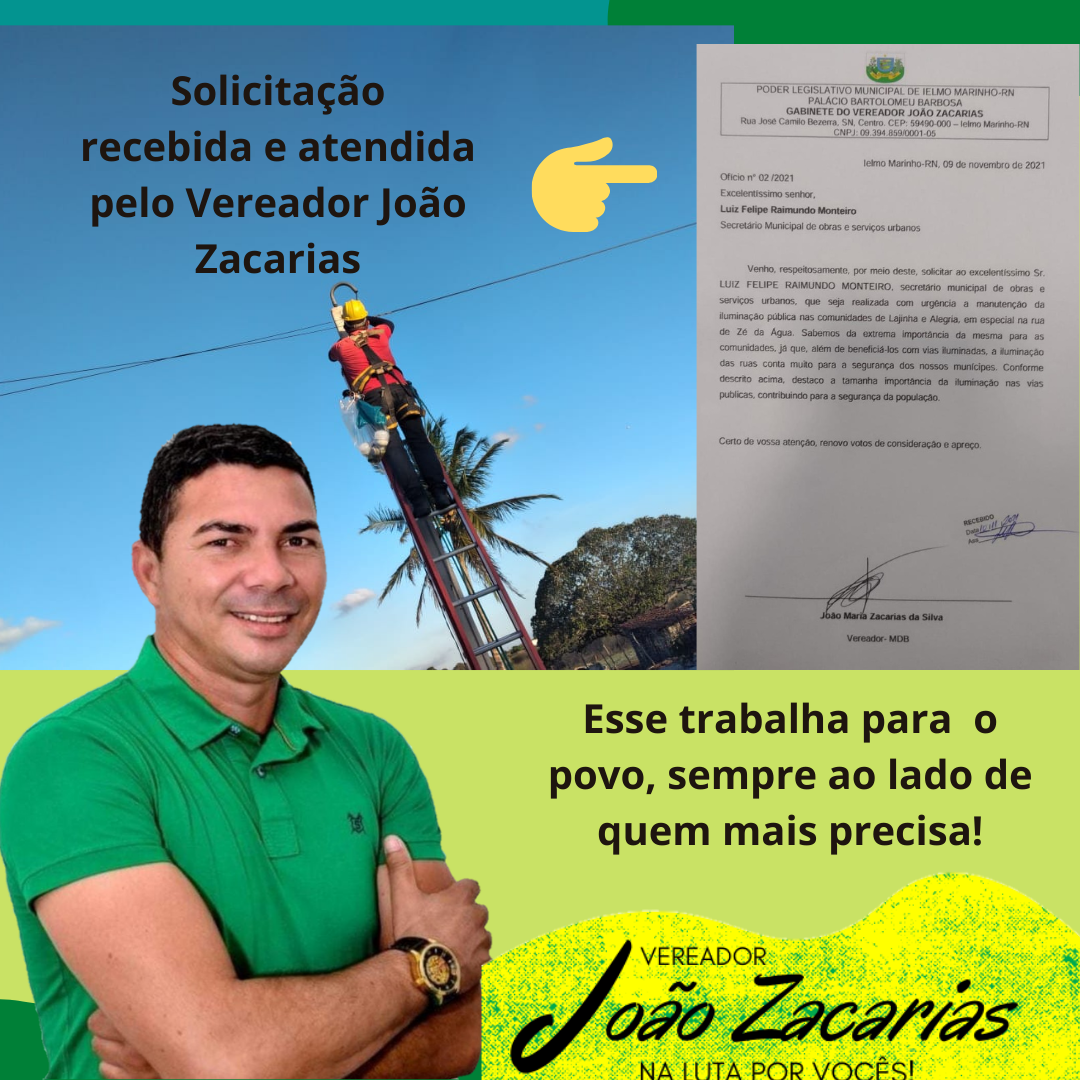 Solicitação
recebida e atendida
pelo Vereador João
Zacarias
PODER LEGISLATIVO MUNICIPAL DE IELMO MARINHO-RN
PALÁCIO BARTOLOMEU BARBOSA
GABINETE DO VEREADOR JOÃO ZACARIAS
Rua José Camilo Bezerra, SN, Centro. CEP: 59490-000 – Ielmo Marinho-RN
CNPJ: 09.394.859/0001-05
Ielmo Marinho-RN, 09 de novembro de 2021
Oficio n° 02 /2021
Excelentíssimo senhor,
Luiz Felipe Raimundo Monteiro
Secretário Municipal de obras e serviços urbanos
Venho, respeitosamente, por meio deste, solicitar ao excelentíssimo Sr.
LUIZ FELIPE RAIMUNDO MONTEIRO, secretário municipal de obras e
serviços urbanos, que seja realizada com urgência a manutenção da
iluminação pública nas comunidades de Lajinha e Alegria, em especial na rua
de Zé da Água. Sabemos da extrema importância da mesma para as
comunidades, já que, além de beneficiá-los com vias iluminadas, a iluminação
das ruas conta muito para a segurança dos nossos munícipes. Conforme
descrito acima, destaco a tamanha importância da iluminação nas vias
publicas, contribuindo para a segurança da população.
Certo de vossa atenção, renovo votos de consideração e apreço.
RECEBIDO
Data
João Maria Zacarias da Silva
Vereador- MDB
Esse trabalha para  o
povo, sempre ao lado de
quem mais precisa!
VEREADOR
João Zacarias
NA LUTA POR VOCÊS!